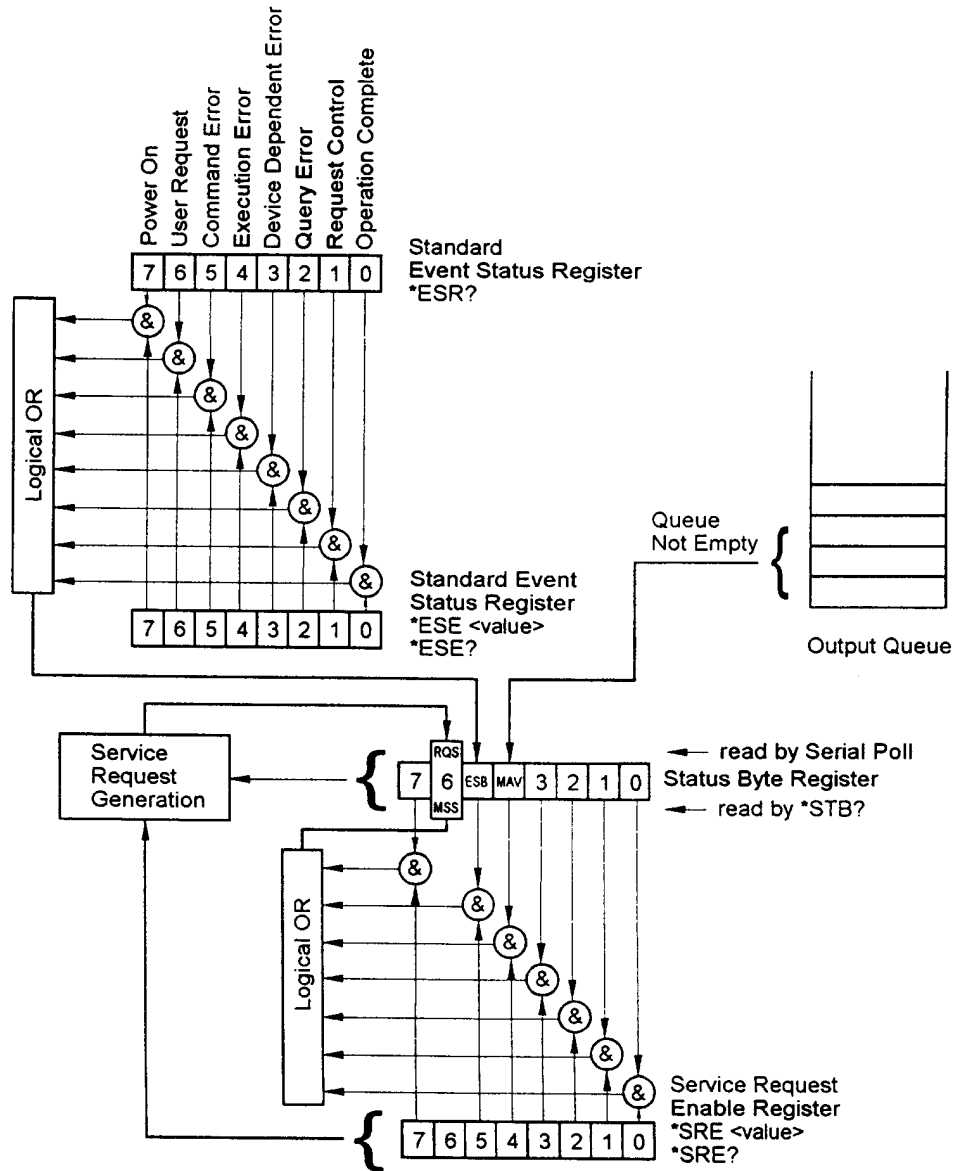 Power On
User Request
Command Error
Execution Error
Device Dependent Error
Query Error
Request Control
Operation Complete
7 6 5 4 3 2 1 0
Standard
Event Status Register
*ESR?
Logical OR
&
&
&
&
&
&
&
&
Standard Event
Status Register
*ESE <value>
*ESE?
7 6 5 4 3 2 1 0
Queue
Not Empty
Output Queue
Service
Request
Generation
RQS
7 6 ESB MAV 3 2 1 0
MSS
read by Serial Poll
Status Byte Register
read by *STB?
Logical OR
&
&
&
&
&
&
&
Service Request
Enable Register
*SRE <value>
*SRE?
7 6 5 4 3 2 1 0